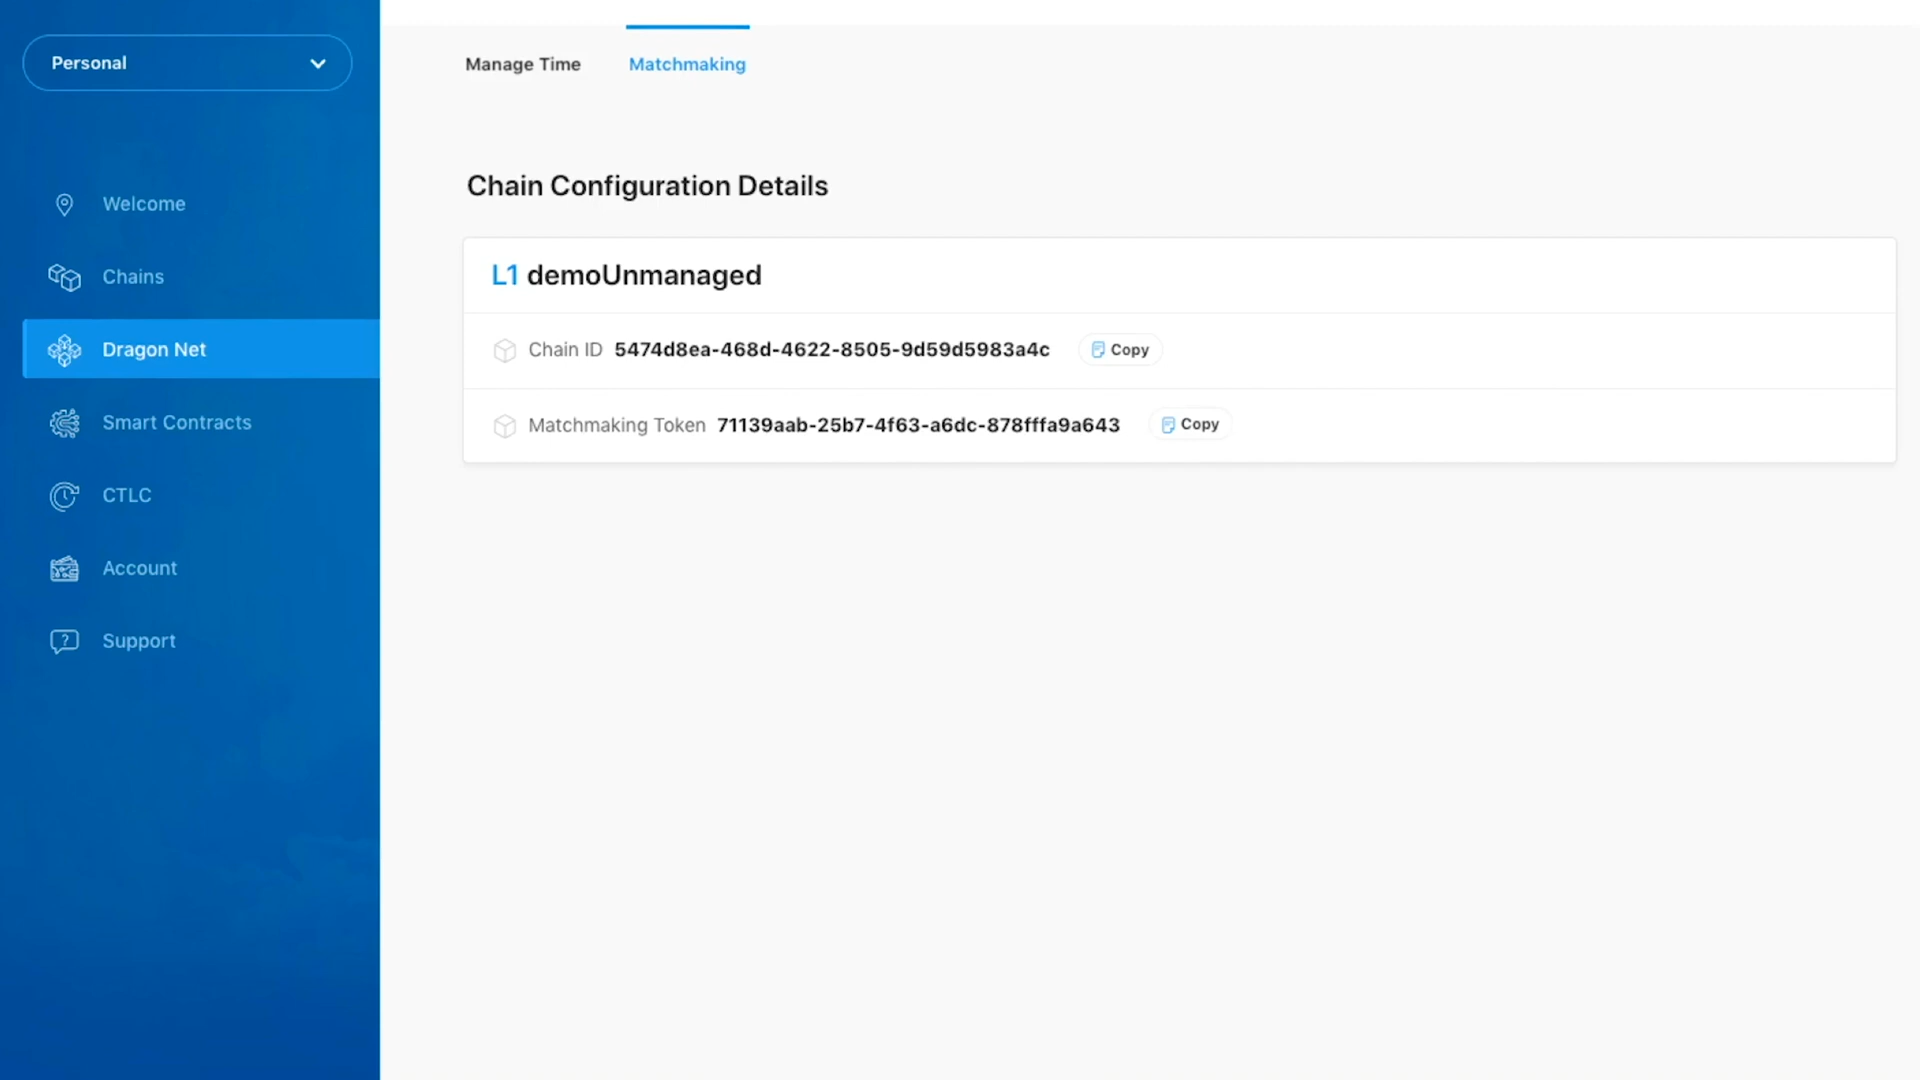 Personal
Welcome
Chains
Dragon Net
Smart Contracts
CTLC
Account
Support
Manage Time
Matchmaking
Chain Configuration Details
L1 demoUnmanaged
Chain ID 5474d8ea-468d-4622-8505-9d59d5983a4c Copy
Matchmaking Token 71139aab-25b7-4f63-a6dc-878fffa9a643 Copy